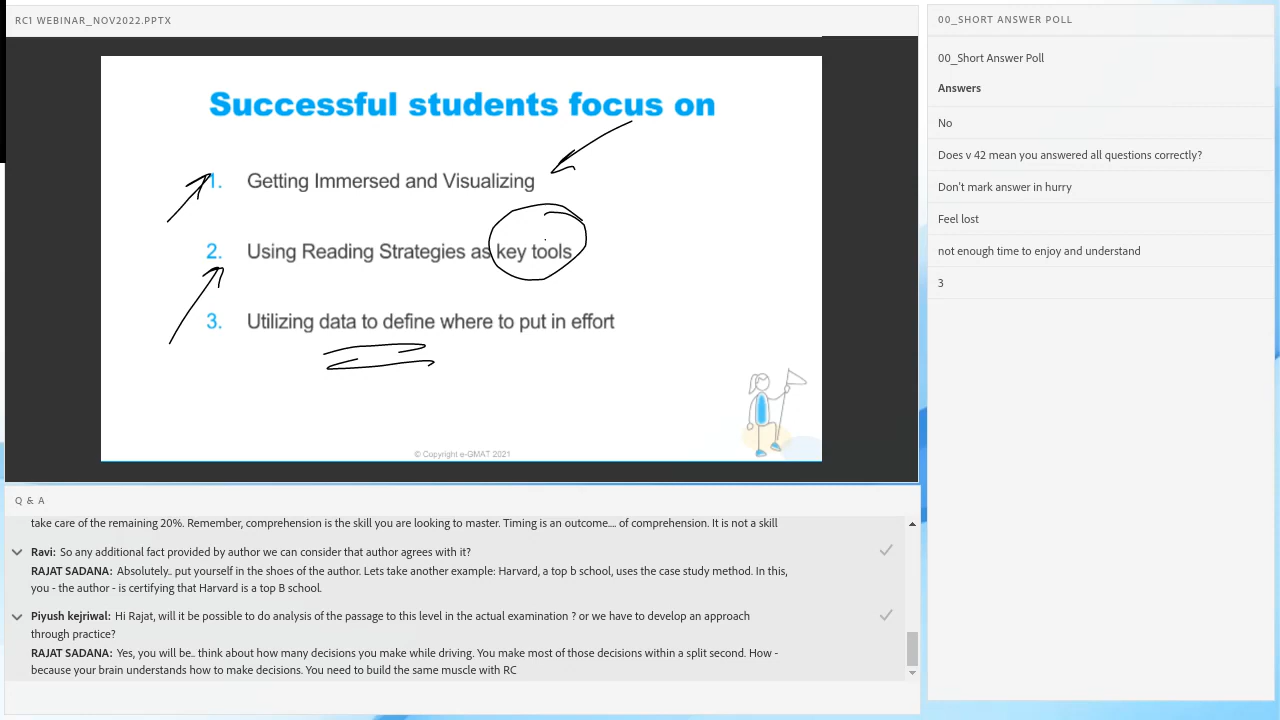 RC1 WEBINAR_NOV2022.PPTX
Successful students focus on
1. Getting Immersed and Visualizing
2. Using Reading Strategies as key tools
3. Utilizing data to define where to put in effort
© Copyright e-GMAT 2021
Q & A
take care of the remaining 20%. Remember, comprehension is the skill you are looking to master. Timing is an outcome.... of comprehension. It is not a skill
Ravi: So any additional fact provided by author we can consider that author agrees with it?
RAJAT SADANA: Absolutely.. put yourself in the shoes of the author. Lets take another example: Harvard, a top b school, uses the case study method. In this,
you - the author - is certifying that Harvard is a top B school.
Piyush kejriwal: Hi Rajat, will it be possible to do analysis of the passage to this level in the actual examination ? or we have to develop an approach
through practice?
RAJAT SADANA: Yes, you will be.. think about how many decisions you make while driving. You make most of those decisions within a split second. How -
because your brain understands how to make decisions. You need to build the same muscle with RC
00_SHORT ANSWER POLL
00_Short Answer Poll
Answers
No
Does v 42 mean you answered all questions correctly?
Don't mark answer in hurry
Feel lost
not enough time to enjoy and understand
3